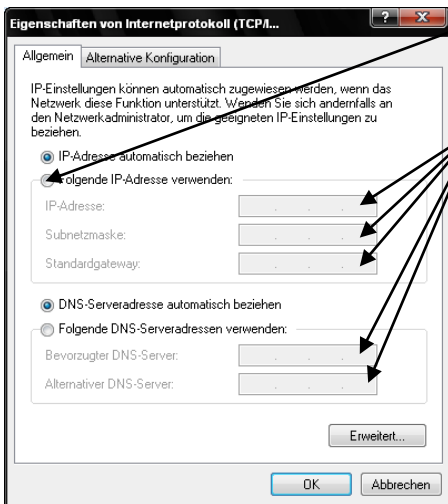 Eigenschaften von Internetprotokoll (TCP/I...
Allgemein
Alternative Konfiguration
IP-Einstellungen können automatisch zugewiesen werden, wenn das
Netzwerk diese Funktion unterstützt. Wenden Sie sich andernfalls an
den Netzwerkadministrator, um die geeigneten IP-Einstellungen zu
beziehen.
IP-Adresse automatisch beziehen
Folgende IP-Adresse verwenden:
IP-Adresse:
Subnetzmaske:
Standardgateway:
DNS-Serveradresse automatisch beziehen
Folgende DNS-Serveradressen verwenden:
Bevorzugter DNS-Server:
Alternativer DNS-Server:
Erweitert...
OK
Abbrechen